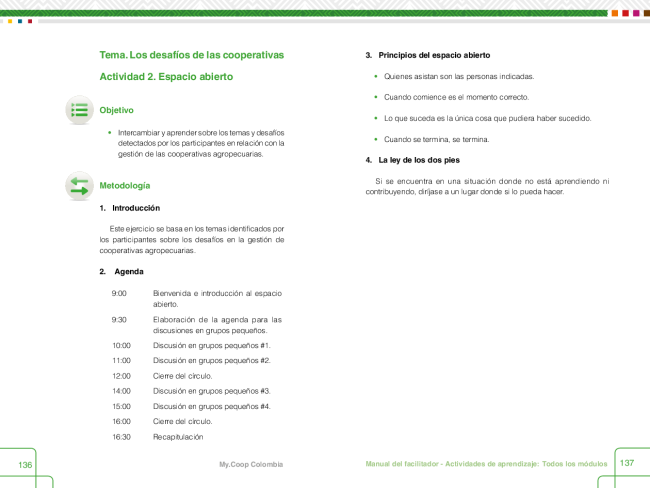 Tema. Los desafíos de las cooperativas
Actividad 2. Espacio abierto
Objetivo
• Intercambiar y aprender sobre los temas y desafíos
detectados por los participantes en relación con la
gestión de las cooperativas agropecuarias.
Metodología
1. Introducción
Este ejercicio se basa en los temas identificados por
los participantes sobre los desafíos en la gestión de
cooperativas agropecuarias.
2. Agenda
9:00 Bienvenida e introducción al espacio
abierto.
9:30 Elaboración de la agenda para las
discusiones en grupos pequeños.
10:00 Discusión en grupos pequeños #1.
11:00 Discusión en grupos pequeños #2.
12:00 Cierre del círculo.
14:00 Discusión en grupos pequeños #3.
15:00 Discusión en grupos pequeños #4.
16:00 Cierre del círculo.
16:30 Recapitulación
136
My.Coop Colombia
3. Principios del espacio abierto
• Quienes asistan son las personas indicadas.
• Cuando comience es el momento correcto.
• Lo que suceda es la única cosa que pudiera haber sucedido.
• Cuando se termina, se termina.
4. La ley de los dos pies
Si se encuentra en una situación donde no está aprendiendo ni
contribuyendo, diríjase a un lugar donde si lo pueda hacer.
Manual del facilitador - Actividades de aprendizaje: Todos los módulos
137